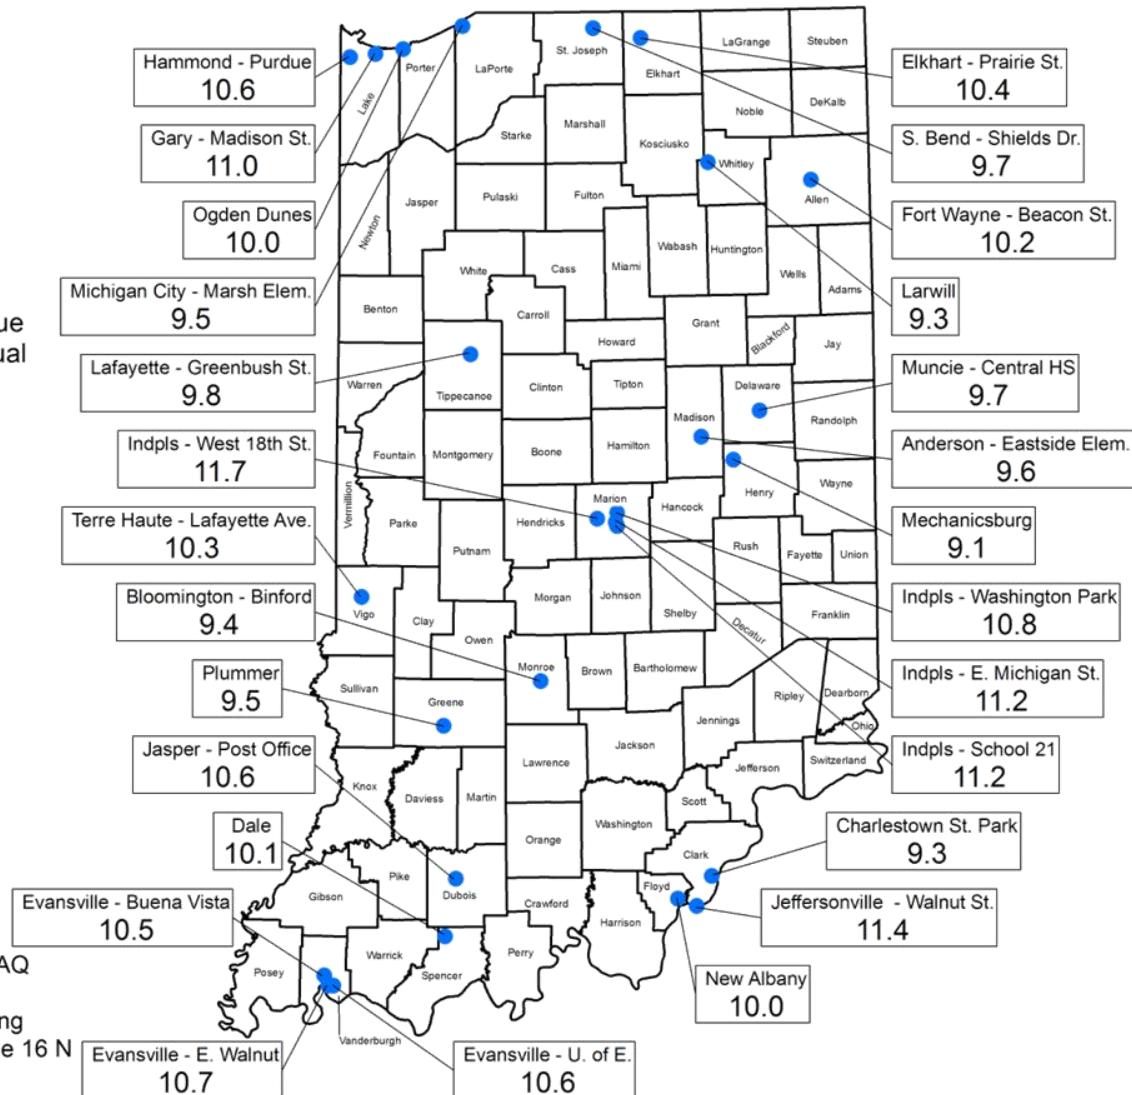 Hammond - Purdue
10.6
Gary - Madison St.
11.0
Ogden Dunes
10.0
Michigan City - Marsh Elem.
9.5
ue
ual
Lafayette - Greenbush St.
9.8
Indpls - West 18th St.
11.7
Terre Haute - Lafayette Ave.
10.3
Bloomington - Binford
9.4
Plummer
9.5
Jasper - Post Office
10.6
Dale
10.1
Evansville - Buena Vista
10.5
AQ
ng
e 16 N
Evansville - E. Walnut
10.7
Evansville - U. of E.
10.6
Elkhart - Prairie St.
10.4
S. Bend - Shields Dr.
9.7
Fort Wayne - Beacon St.
10.2
Larwill
9.3
Muncie - Central HS
9.7
Anderson - Eastside Elem.
9.6
Mechanicsburg
9.1
Indpls - Washington Park
10.8
Indpls - E. Michigan St.
11.2
Indpls - School 21
11.2
Charlestown St. Park
9.3
Jeffersonville - Walnut St.
11.4
New Albany
10.0
Lake
Porter
LaPorte
St. Joseph
Elkhart
LaGrange
Steuben
Noble
DeKalb
Starke
Marshall
Kosciusko
Whitley
Allen
Newton
Jasper
Pulaski
Fulton
Wabash
Huntington
Miami
Wells
Adams
White
Cass
Benton
Carroll
Grant
Blackford
Jay
Howard
Warren
Tippecanoe
Clinton
Tipton
Madison
Delaware
Randolph
Fountain
Montgomery
Boone
Hamilton
Henry
Wayne
Vermillion
Parke
Putnam
Hendricks
Marion
Hancock
Rush
Fayette
Union
Vigo
Clay
Owen
Morgan
Johnson
Shelby
Decatur
Franklin
Sullivan
Greene
Monroe
Brown
Bartholomew
Jennings
Ripley
Dearborn
Ohio
Switzerland
Jefferson
Jackson
Lawrence
Knox
Daviess
Martin
Orange
Washington
Scott
Clark
Floyd
Harrison
Crawford
Gibson
Pike
Dubois
Posey
Vanderburgh
Warrick
Spencer
Perry